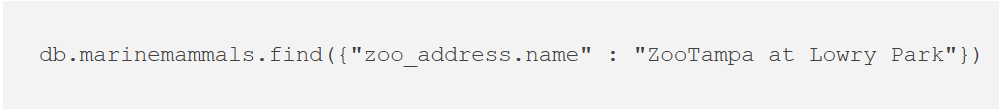 db.marinemammals.find({"zoo_address.name" : "ZooTampa at Lowry Park"})